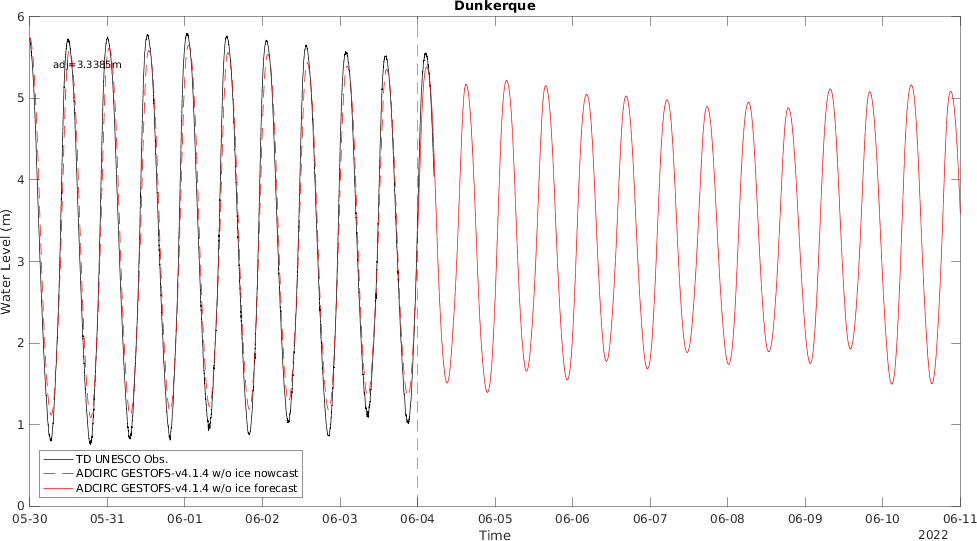 Dunkerque
adj=3.3385m
Water Level (m)
6
5
4
3
2
1
0
TD UNESCO Obs.
ADCIRC GESTOFS-v4.1.4 w/o ice nowcast
ADCIRC GESTOFS-v4.1.4 w/o ice forecast
05-30 05-31 06-01 06-02 06-03 06-04 06-05 06-06 06-07 06-08 06-09 06-10 06-11
Time
2022